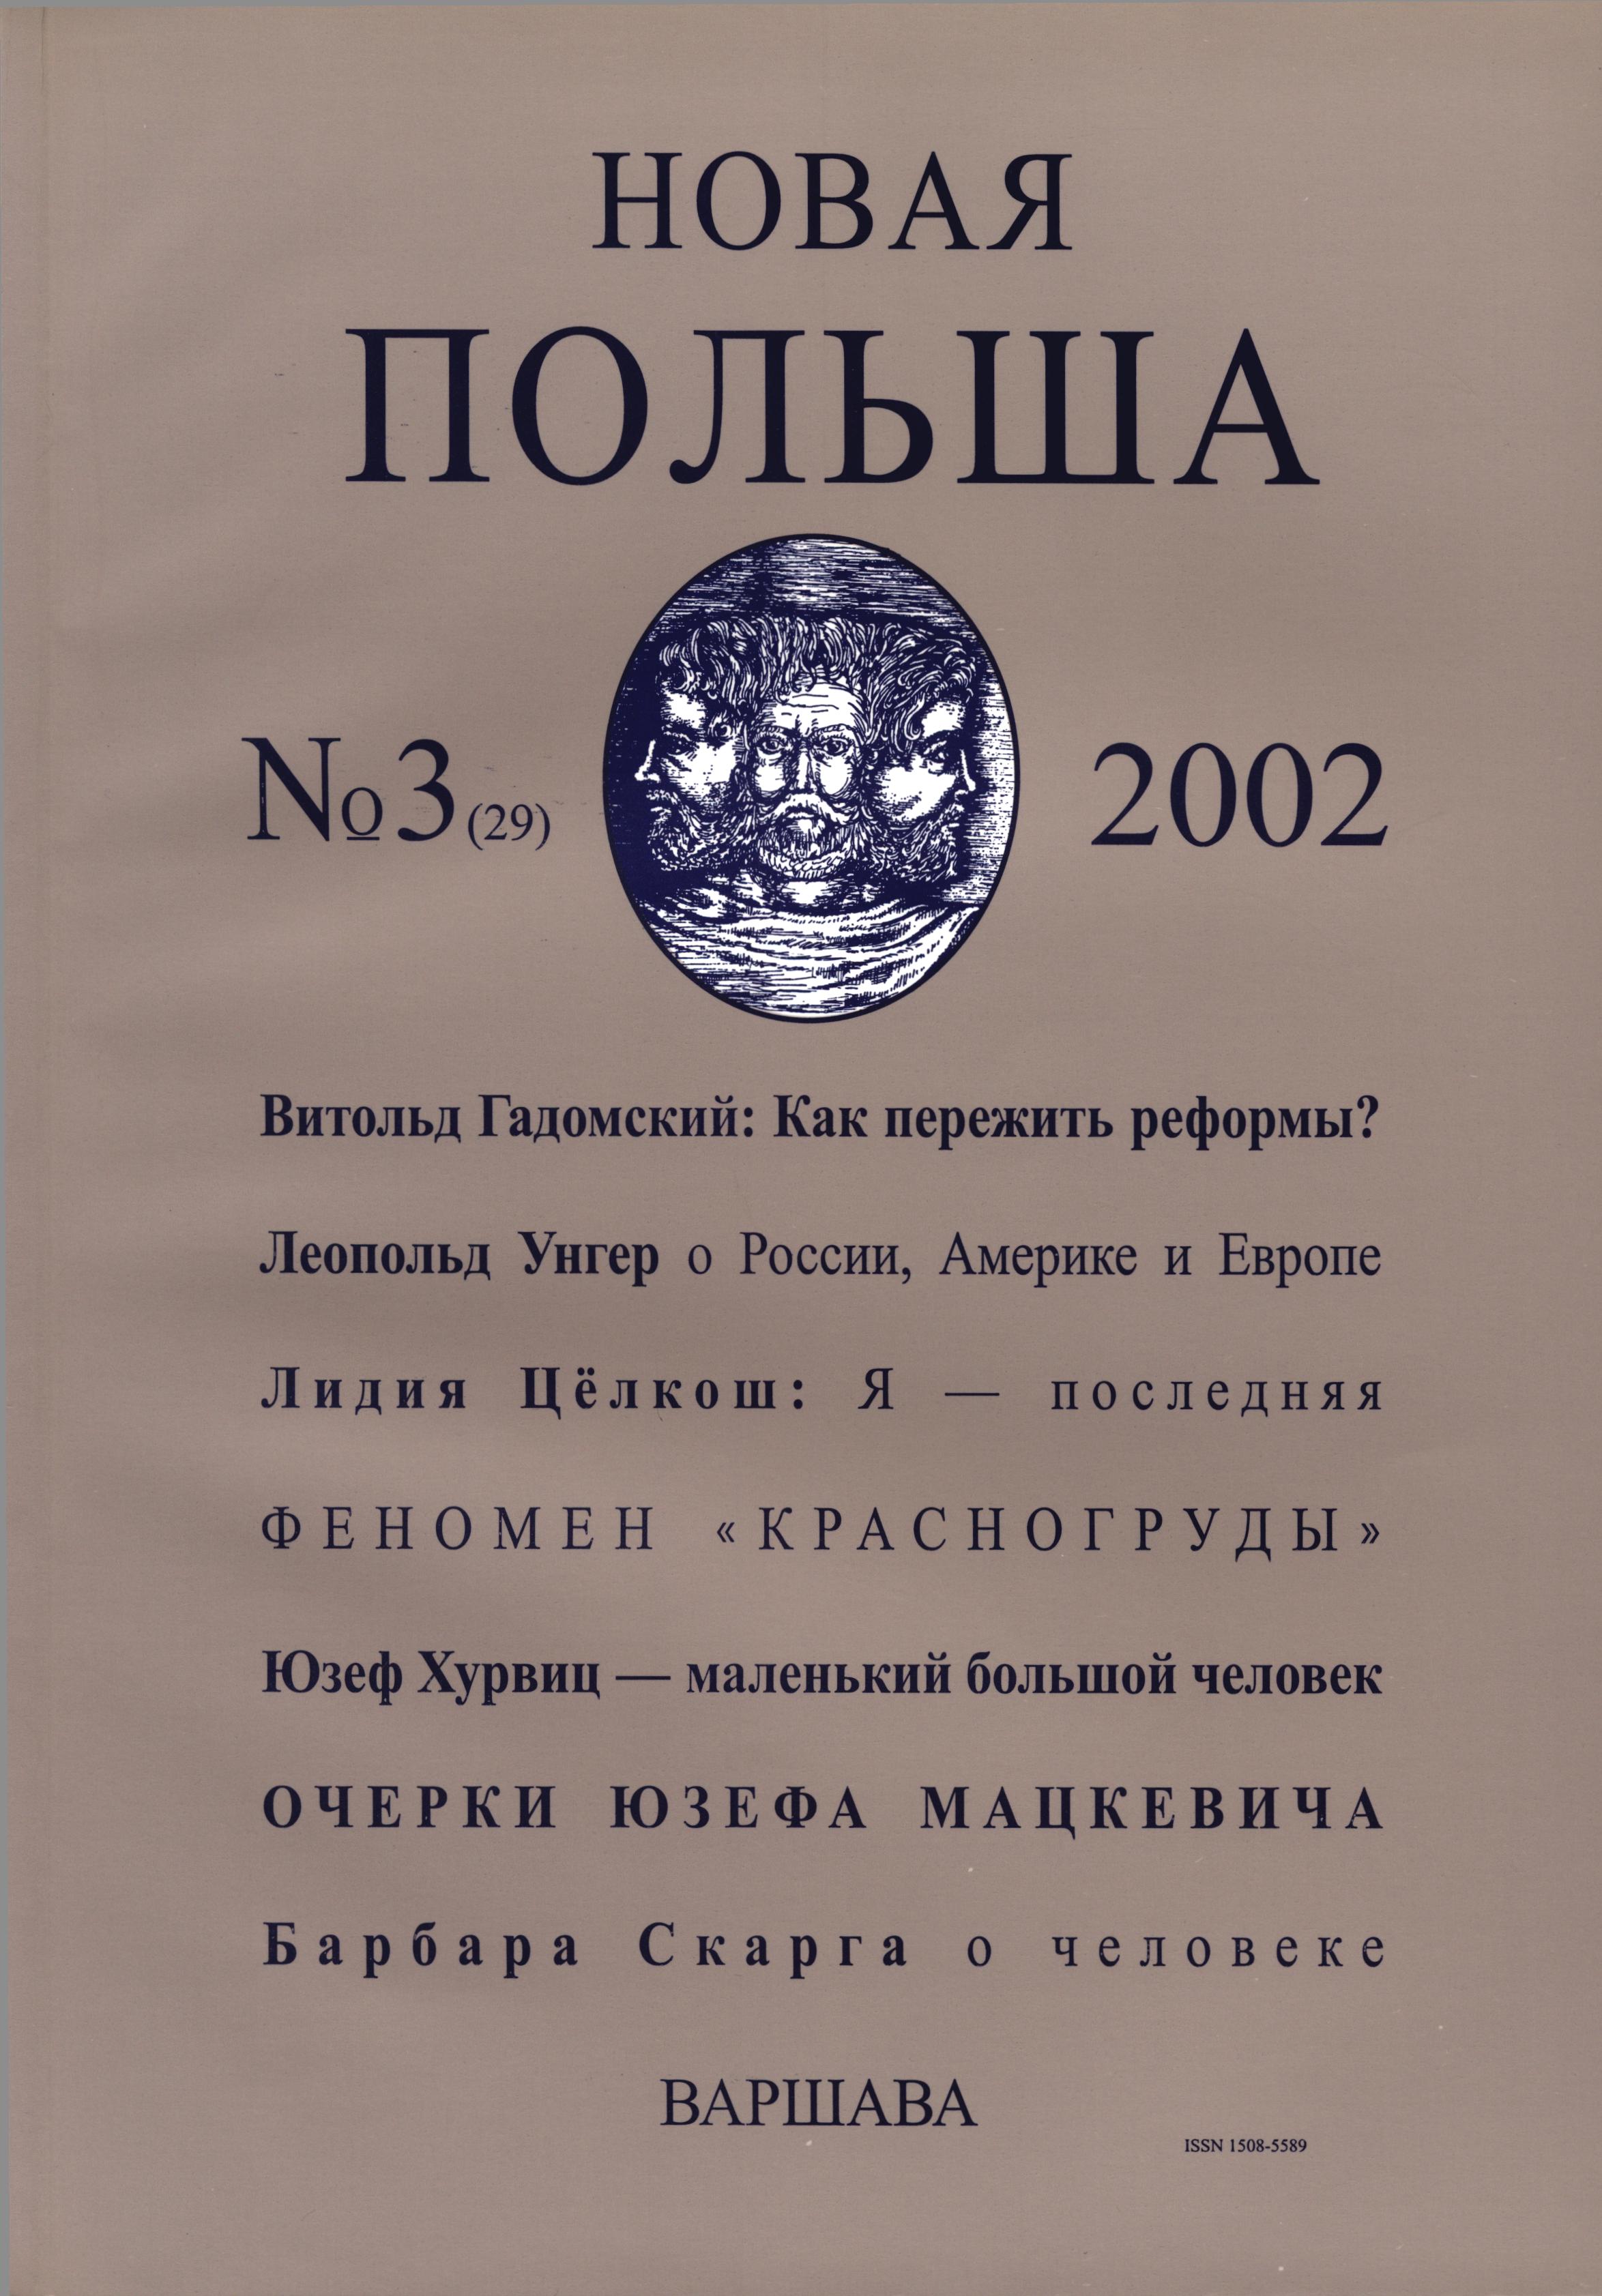 НОВАЯ
ПОЛЬША
№3(29) 2002
Витольд Гадомский: Как пережить реформы?
Леопольд Унгер о России, Америке и Европе
Лидия Цёлкош: Я — последняя
ФЕНОМЕН «КРАСНОГРУДЫ»
Юзеф Хурвиц — маленький большой человек
ОЧЕРКИ ЮЗЕФА МАЦКЕВИЧА
Барбара Скарга о человеке
ВАРШАВА
ISSN 1508-5589